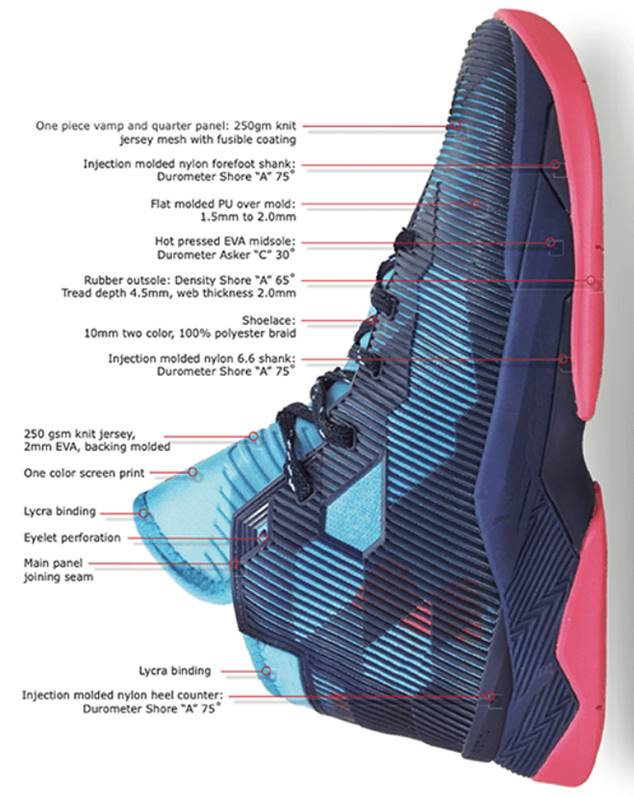 One piece vamp and quarter panel: 250gm knit
jersey mesh with fusible coating
Injection molded nylon forefoot shank:
Durometer Shore “A” 75°
Flat molded PU over mold:
1.5mm to 2.0mm
Hot pressed EVA midsole:
Durometer Asker “C” 30°
Rubber outsole: Density Shore “A” 65°
Tread depth 4.5mm, web thickness 2.0mm
Shoelace:
10mm two color, 100% polyester braid
Injection molded nylon 6.6 shank:
Durometer Shore “A” 75°
250 gsm knit jersey,
2mm EVA, backing molded
One color screen print
Lycra binding
Eyelet perforation
Main panel
joining seam
Lycra binding
Injection molded nylon heel counter:
Durometer Shore “A” 75°